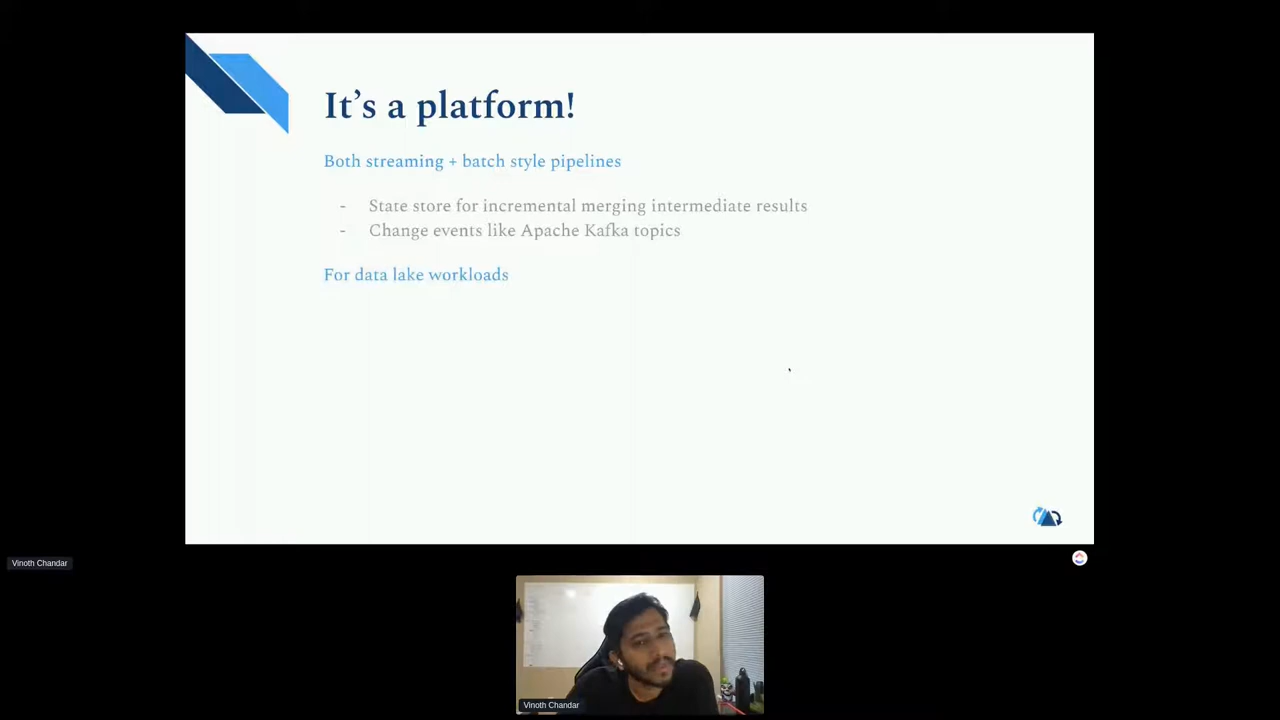 It's a platform!
Both streaming + batch style pipelines
- State store for incremental merging intermediate results
- Change events like Apache Kafka topics
For data lake workloads
Vinoth Chandar
Vinoth Chandar